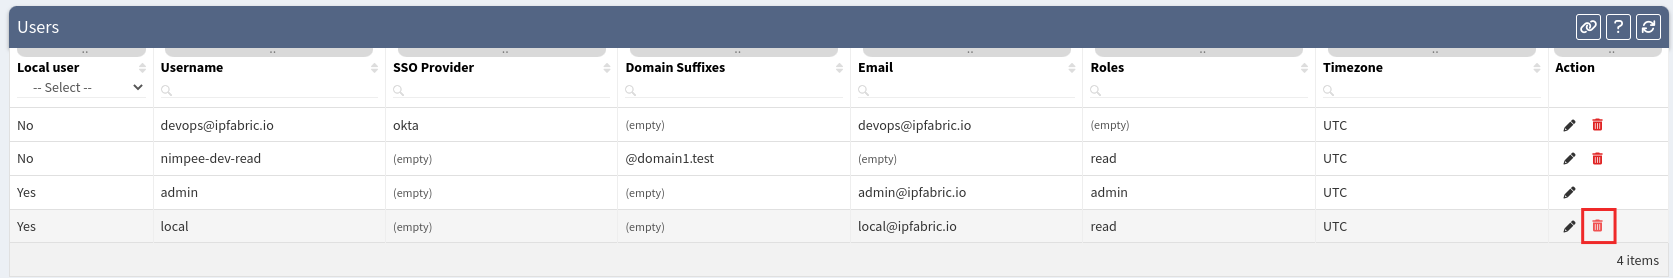 Users
?
Local user Username SSO Provider Domain Suffixes Email Roles Timezone Action
-- Select --
No devops@ipfabric.io okta (empty) devops@ipfabric.io (empty) UTC
No nimpee-dev-read (empty) @domain1.test (empty) read UTC
Yes admin (empty) (empty) admin@ipfabric.io admin UTC
Yes local (empty) (empty) local@ipfabric.io read UTC
4 items